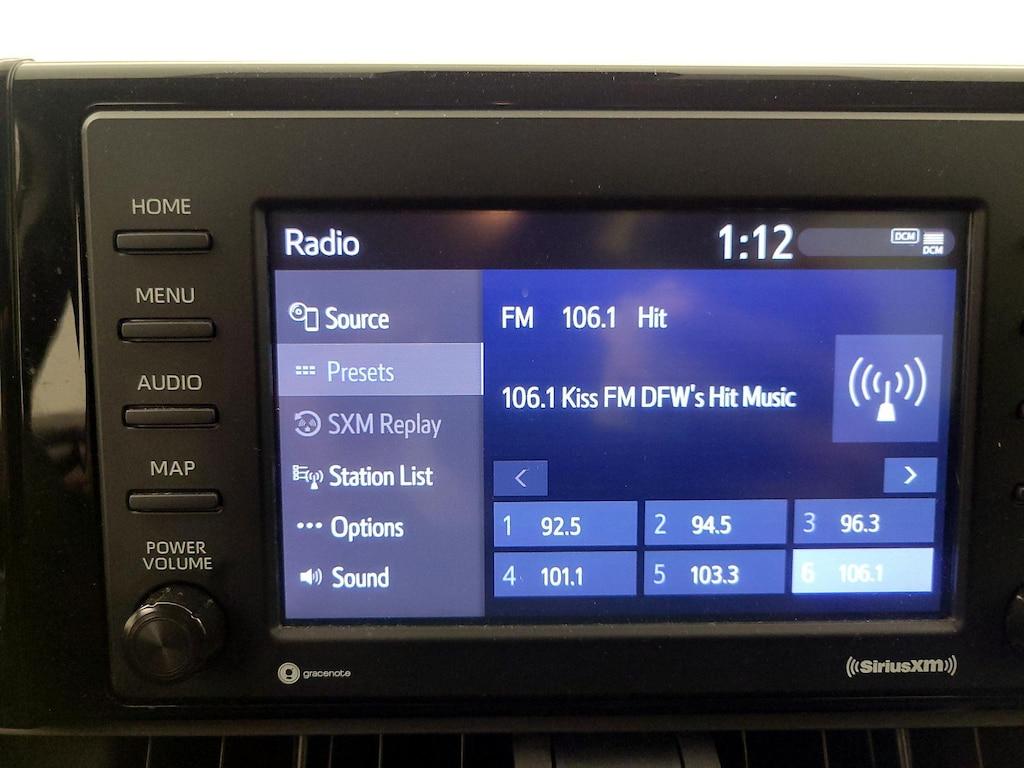 HOME
MENU
AUDIO
MAP
POWER
VOLUME
Radio
1:12
DCM
DCM
Source
Presets
SXM Replay
Station List
Options
Sound
FM 106.1 Hit
106.1 Kiss FM DFW's Hit Music
<
>
1 92.5
2 94.5
3 96.3
4 101.1
5 103.3
6 106.1
gracenote
((SiriusXM))